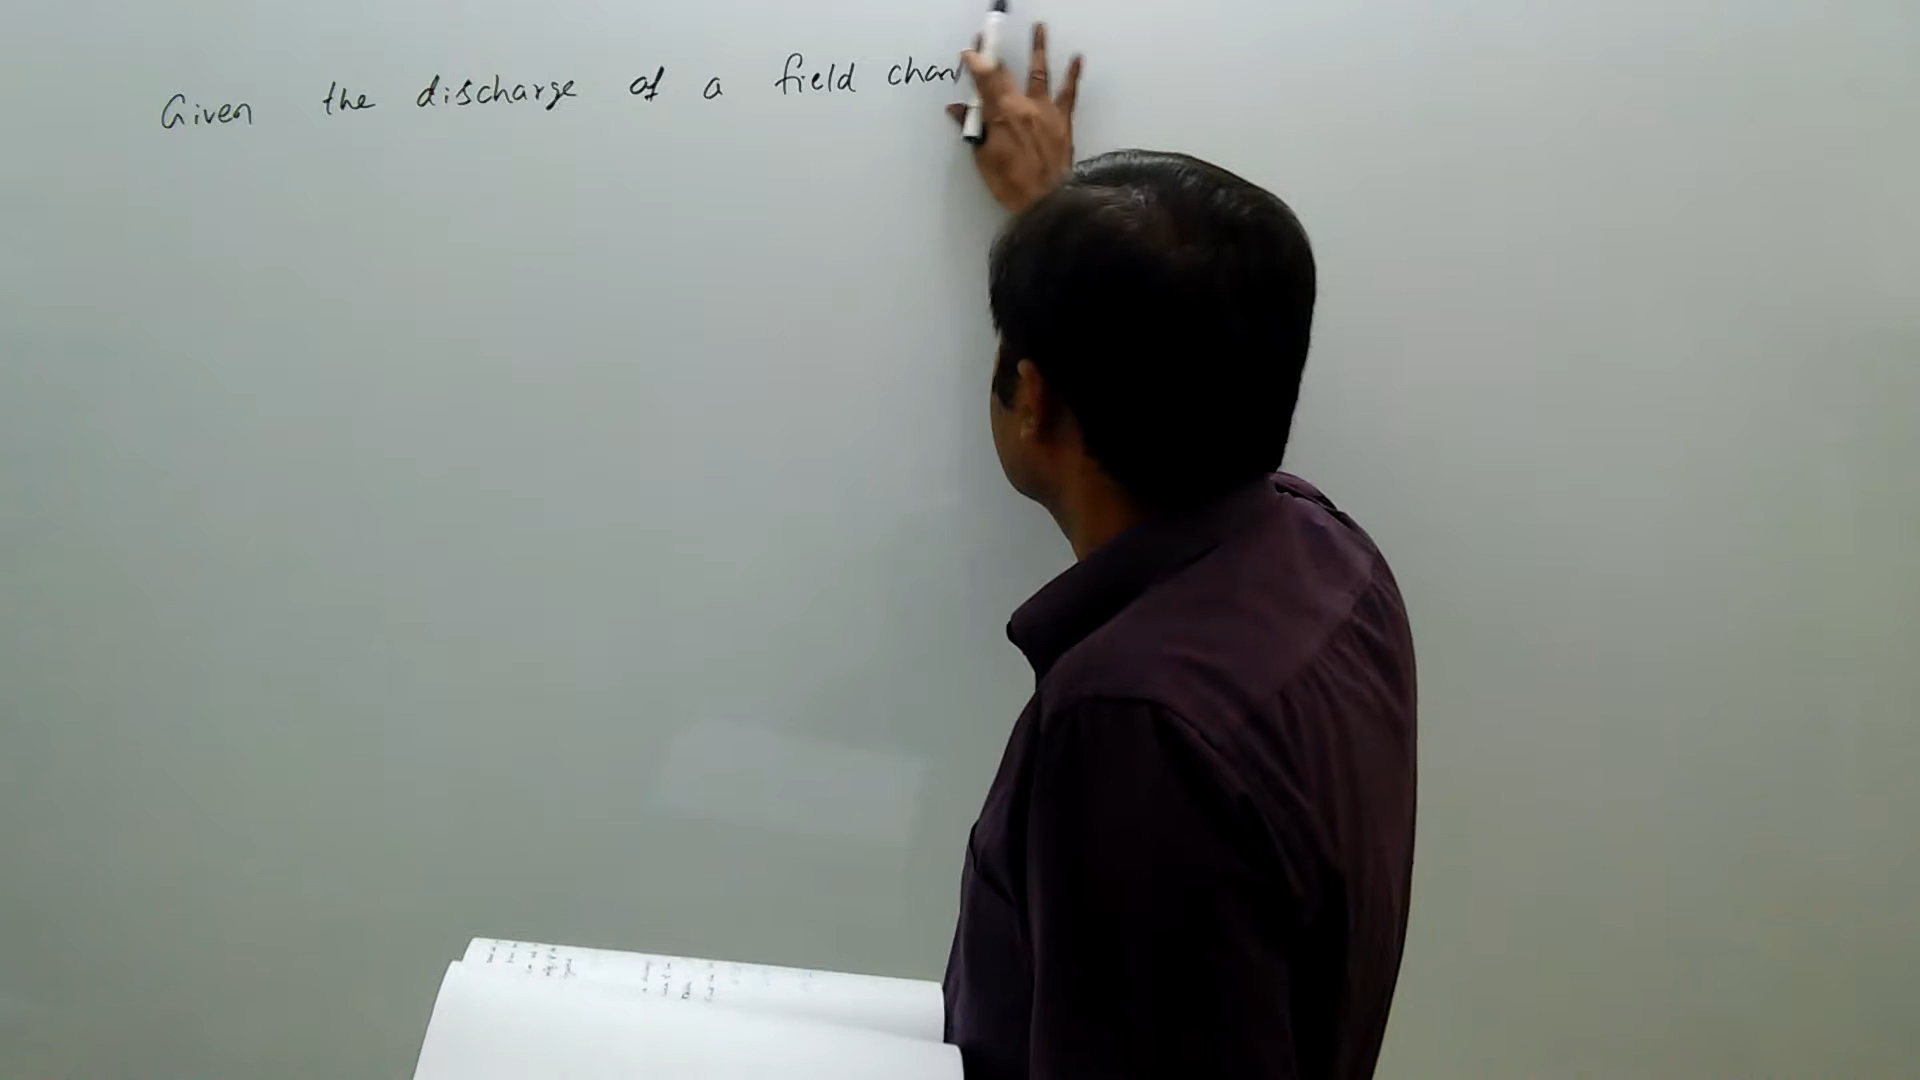 Given the discharge of a field chan